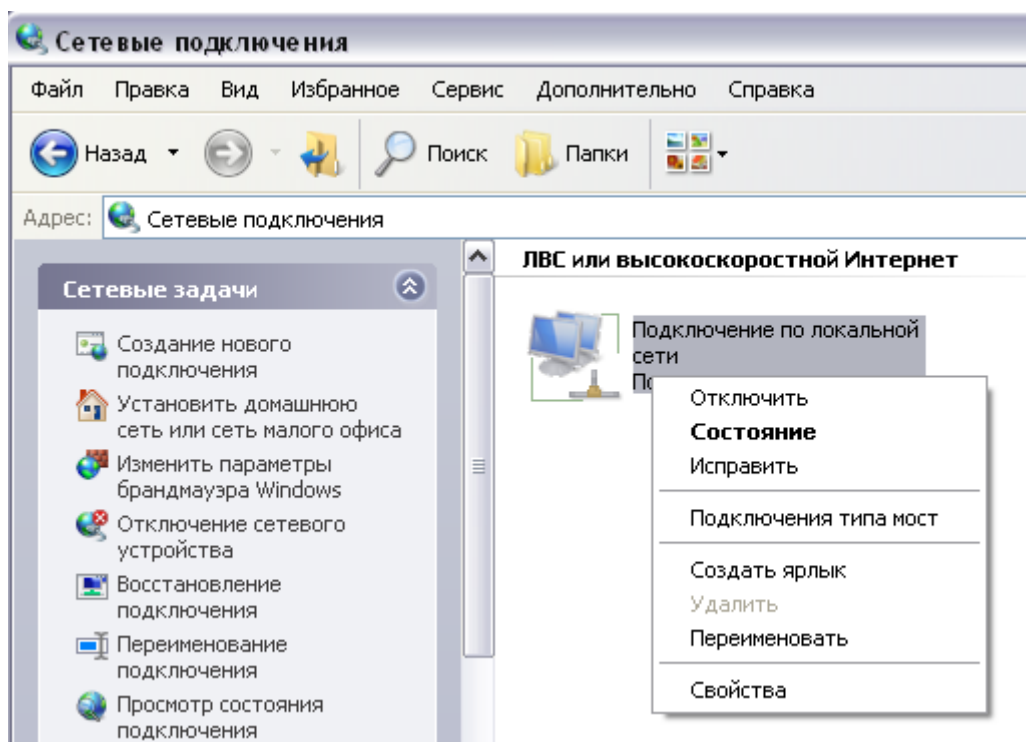 Сетевые подключения
Файл Правка Вид Избранное Сервис Дополнительно Справка
Назад Поиск Папки
Адрес: Сетевые подключения
Сетевые задачи
Создание нового
подключения
Установить домашнюю
сеть или сеть малого офиса
Изменить параметры
брандмауэра Windows
Отключение сетевого
устройства
Восстановление
подключения
Переименование
подключения
Просмотр состояния
подключения
ЛВС или высокоскоростной Интернет
Подключение по локальной
сети
Отключить
Состояние
Исправить
Подключения типа мост
Создать ярлык
Удалить
Переименовать
Свойства